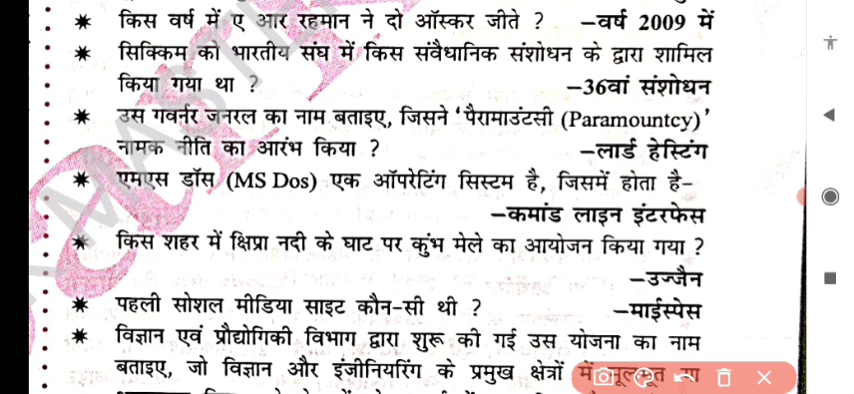 किस वर्ष में ए आर रहमान ने दो ऑस्कर जीते ? –वर्ष 2009 में
सिक्किम को भारतीय संघ में किस संवैधानिक संशोधन के द्वारा शामिल
किया गया था ? –36वां संशोधन
उस गवर्नर जनरल का नाम बताइए, जिसने ‘पैरामाउंटसी (Paramountcy)’
नामक नीति का आरंभ किया ? –लार्ड हेस्टिंग
एमएस डॉस (MS Dos) एक ऑपरेटिंग सिस्टम है, जिसमें होता है–
–कमांड लाइन इंटरफेस
किस शहर में क्षिप्रा नदी के घाट पर कुंभ मेले का आयोजन किया गया ?
–उज्जैन
पहली सोशल मीडिया साइट कौन-सी थी ? –माईस्पेस
विज्ञान एवं प्रौद्योगिकी विभाग द्वारा शुरू की गई उस योजना का नाम
बताइए, जो विज्ञान और इंजीनियरिंग के प्रमुख क्षेत्रों में मूलभूत